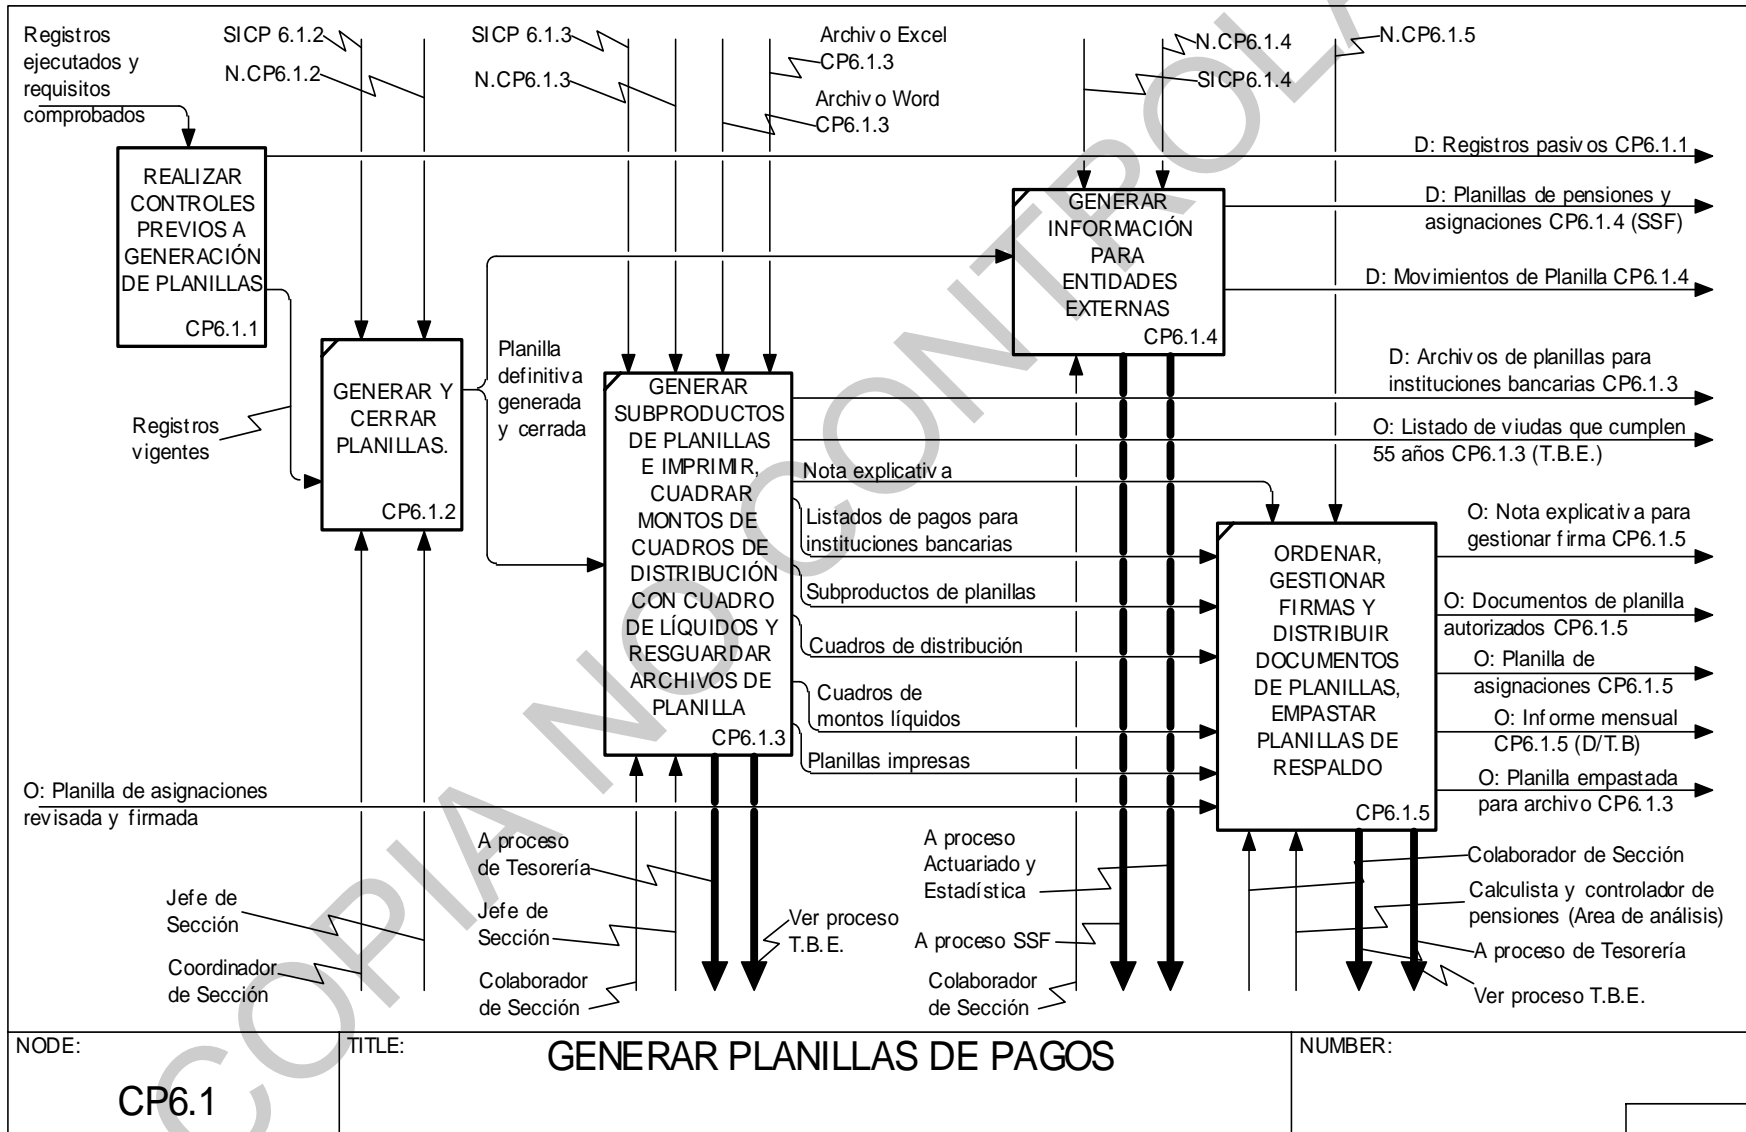 Registros
ejecutados y
requisitos
comprobados
SICP 6.1.2
N.CP6.1.2
SICP 6.1.3
N.CP6.1.3
Archivo Excel
CP6.1.3
Archivo Word
CP6.1.3
N.CP6.1.4
SICP6.1.4
N.CP6.1.5
REALIZAR
CONTROLES
PREVIOS A
GENERACIÓN
DE PLANILLAS
CP6.1.1
D: Registros pasivos CP6.1.1
GENERAR
INFORMACIÓN
PARA
ENTIDADES
EXTERNAS
CP6.1.4
D: Planillas de pensiones y
asignaciones CP6.1.4 (SSF)
D: Movimientos de Planilla CP6.1.4
Registros
vigentes
GENERAR Y
CERRAR
PLANILLAS.
CP6.1.2
Planilla
definitiva
generada
y cerrada
GENERAR
SUBPRODUCTOS
DE PLANILLAS
E IMPRIMIR,
CUADRAR
MONTOS DE
CUADROS DE
DISTRIBUCIÓN
CON CUADRO
DE LÍQUIDOS Y
RESGUARDAR
ARCHIVOS DE
PLANILLA
CP6.1.3
D: Archivos de planillas para
instituciones bancarias CP6.1.3
O: Listado de viudas que cumplen
55 años CP6.1.3 (T.B.E.)
Nota explicativa
Listados de pagos para
instituciones bancarias
Subproductos de planillas
Cuadros de distribución
Cuadros de
montos líquidos
Planillas impresas
ORDENAR,
GESTIONAR
FIRMAS Y
DISTRIBUIR
DOCUMENTOS
DE PLANILLAS,
EMPASTAR
PLANILLAS DE
RESPALDO
CP6.1.5
O: Nota explicativa para
gestionar firma CP6.1.5
O: Documentos de planilla
autorizados CP6.1.5
O: Planilla de
asignaciones CP6.1.5
O: Informe mensual
CP6.1.5 (D/T.B)
O: Planilla empastada
para archivo CP6.1.3
O: Planilla de asignaciones
revisada y firmada
Jefe de
Sección
Coordinador
de Sección
A proceso
de Tesorería
Jefe de
Sección
Colaborador
de Sección
Ver proceso
T.B.E.
A proceso
Actuariado y
Estadística
A proceso SSF
Colaborador
de Sección
Colaborador de Sección
Calculista y controlador de
pensiones (Area de análisis)
A proceso de Tesorería
Ver proceso T.B.E.
COPIA NO CONTROLA
NODE:
CP6.1
TITLE:
GENERAR PLANILLAS DE PAGOS
NUMBER: